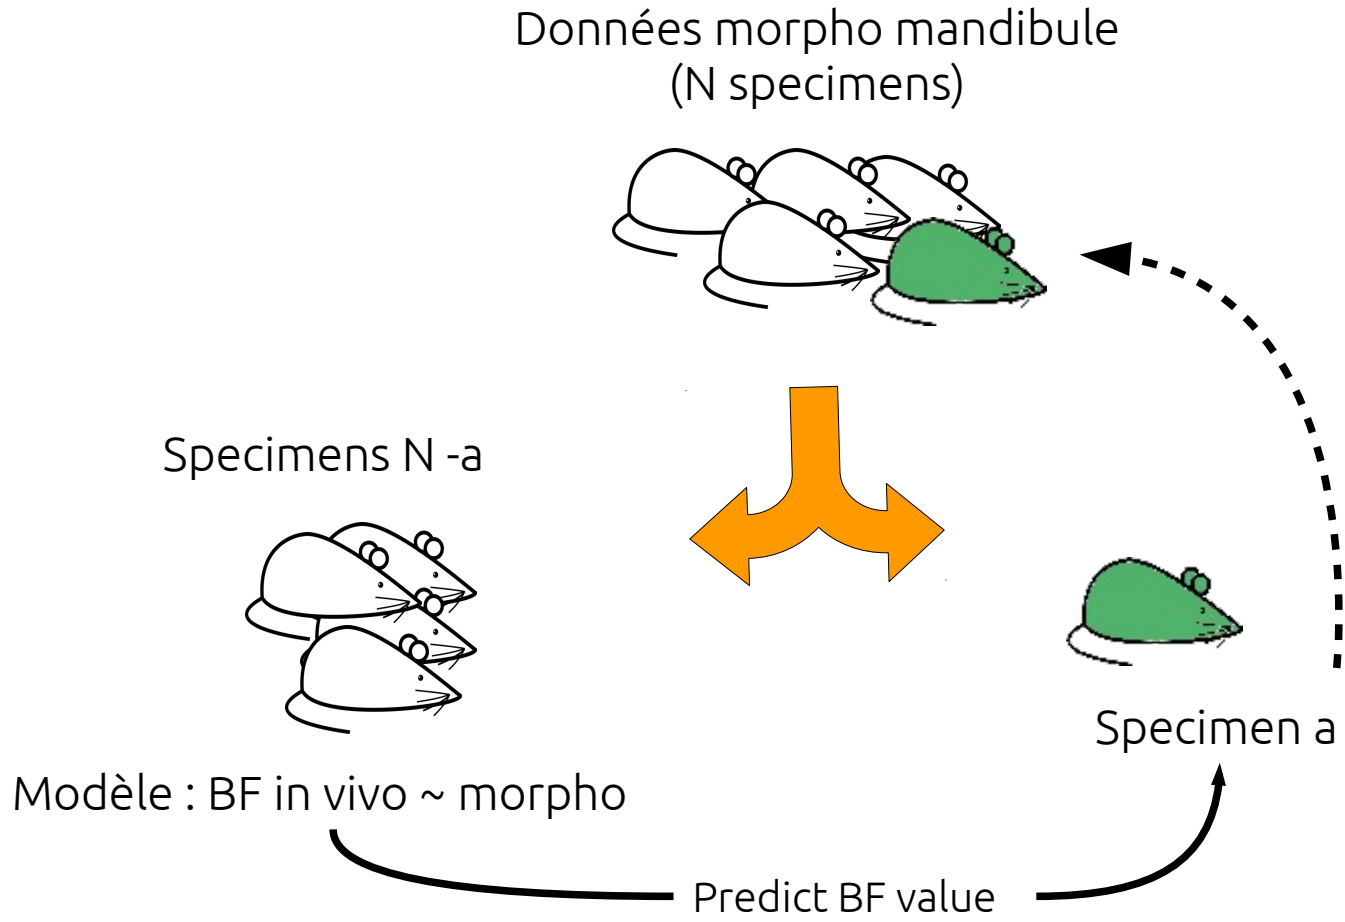 Données morpho mandibule
(N specimens)
Specimens N -a
Specimen a
Modèle : BF in vivo ~ morpho
Predict BF value